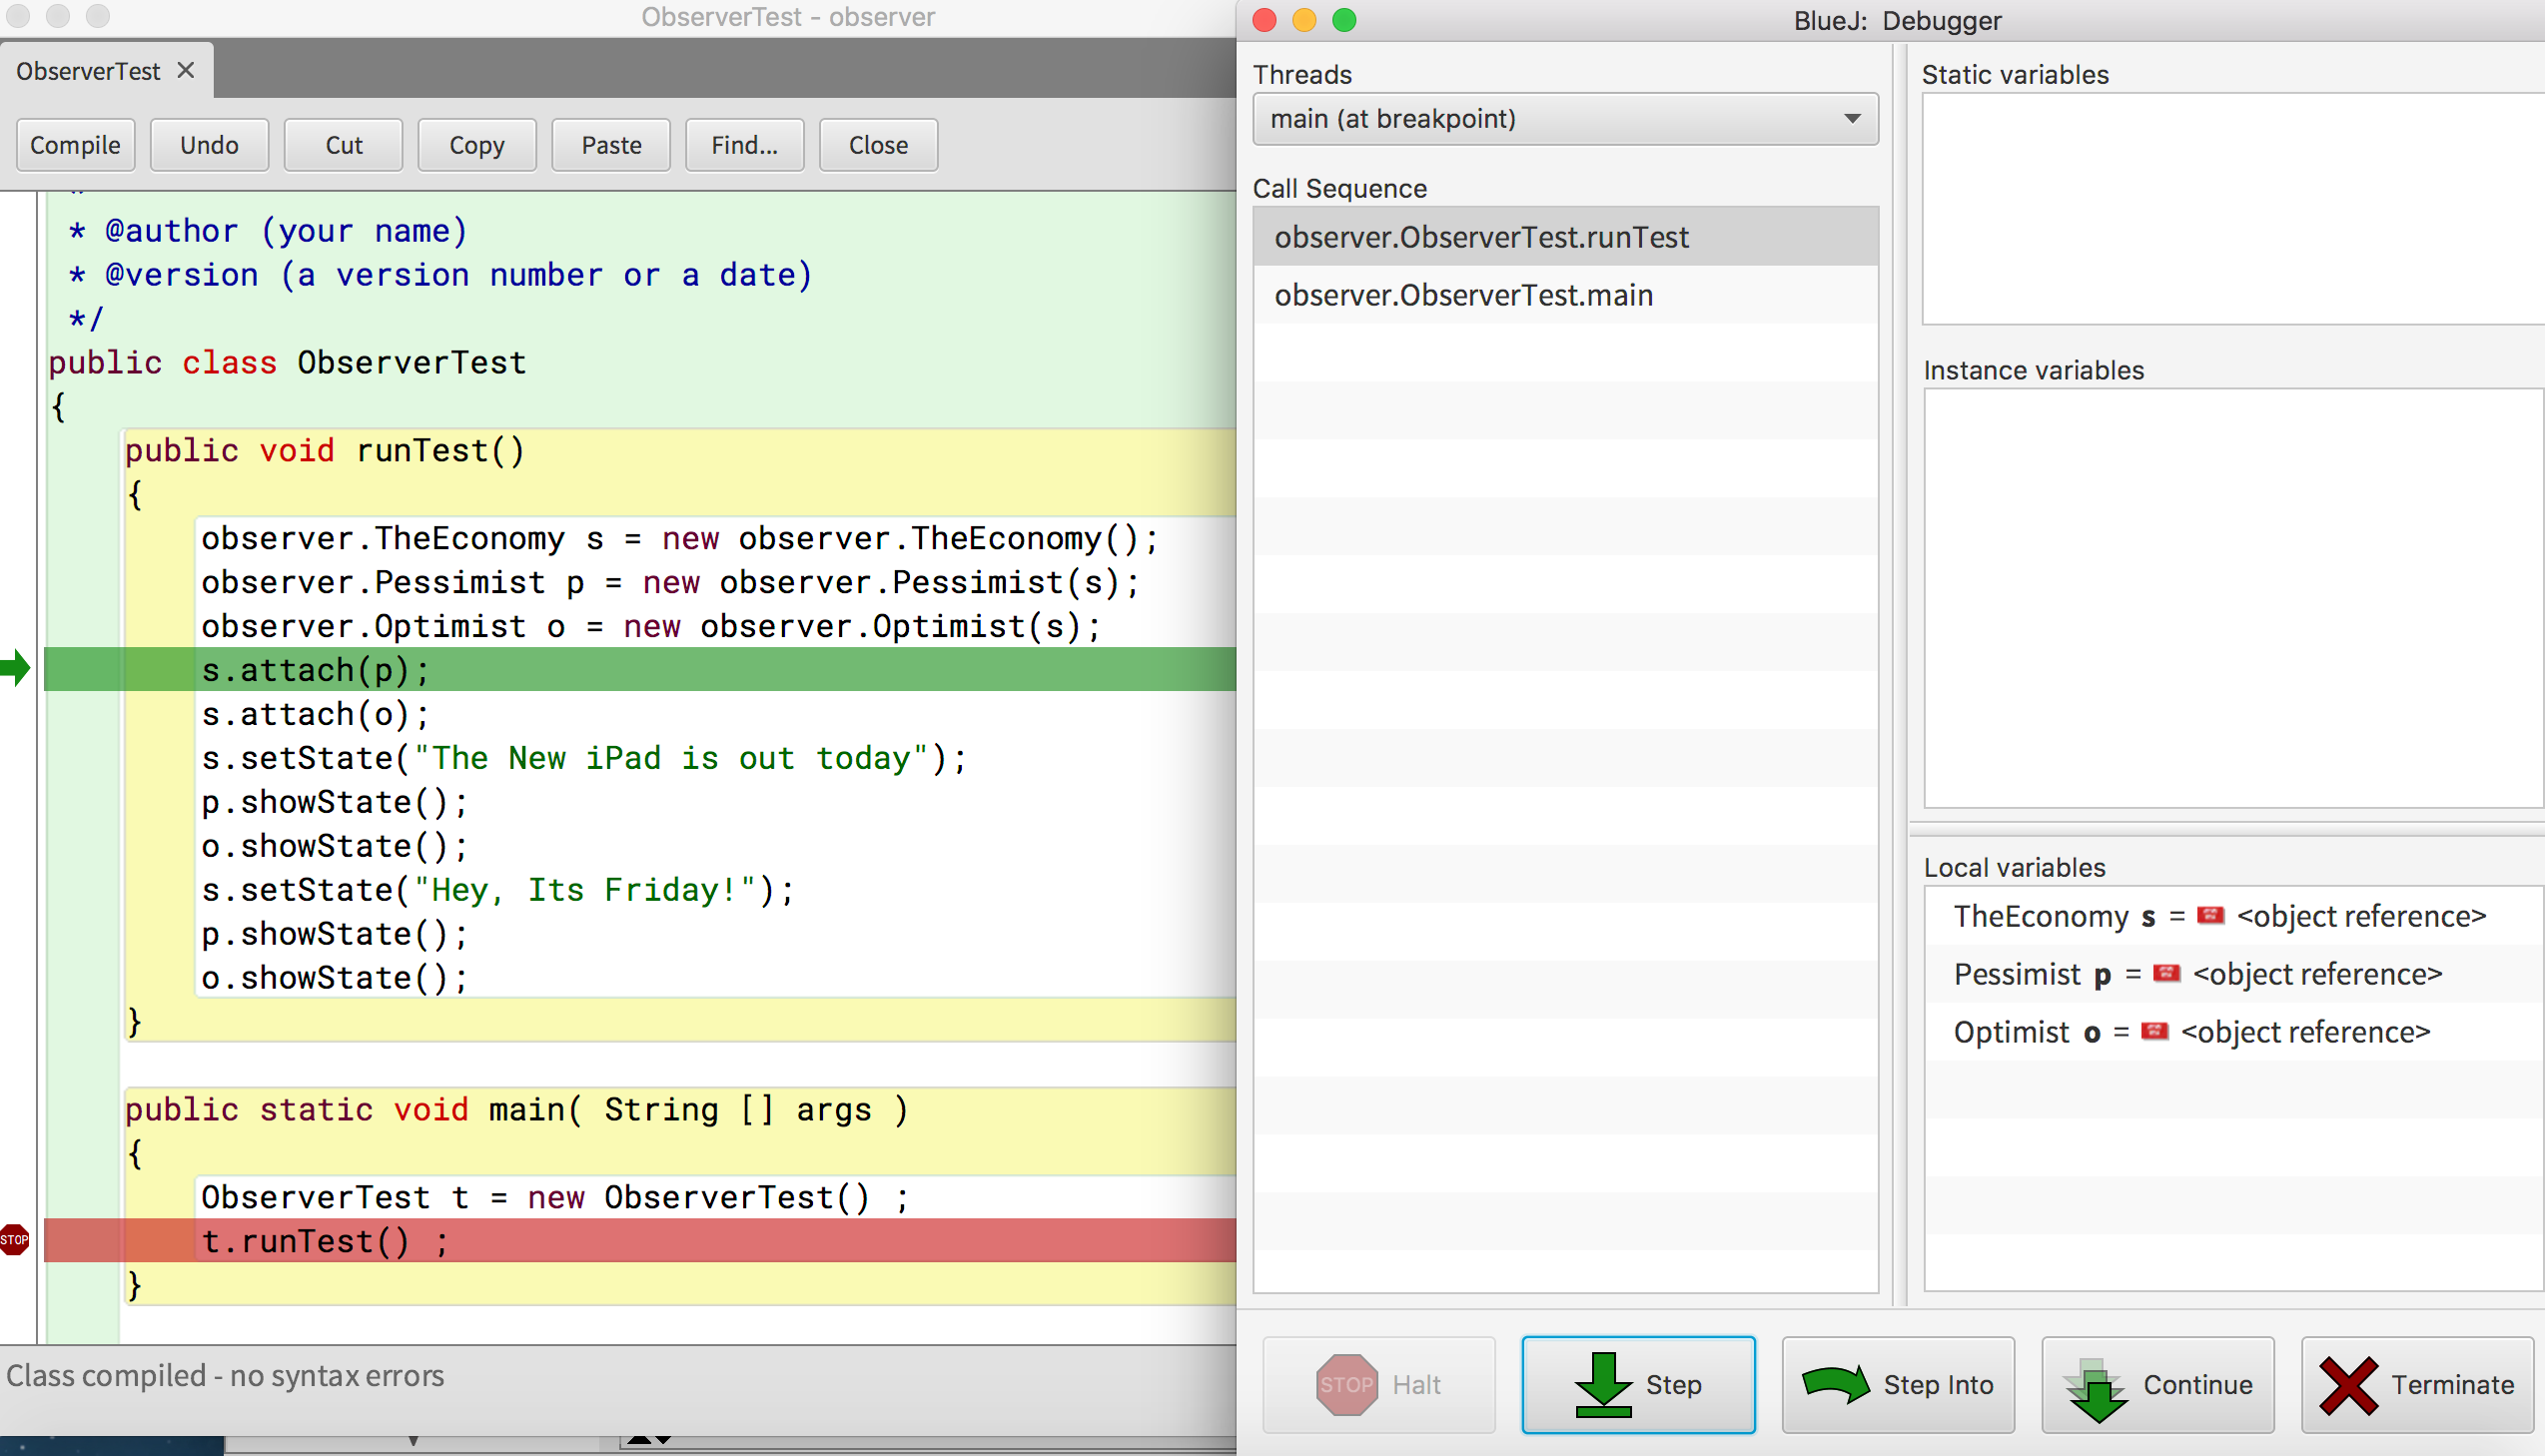 ObserverTest - observer
ObserverTest
Compile Undo Cut Copy Paste Find... Close
* @author (your name)
* @version (a version number or a date)
*/
public class ObserverTest
{
public void runTest()
{
observer.TheEconomy s = new observer.TheEconomy();
observer.Pessimist p = new observer.Pessimist(s);
observer.Optimist o = new observer.Optimist(s);
s.attach(p);
s.attach(o);
s.setState("The New iPad is out today");
p.showState();
o.showState();
s.setState("Hey, Its Friday!");
p.showState();
o.showState();
}
public static void main( String [] args )
{
ObserverTest t = new ObserverTest() ;
STOP t.runTest() ;
}
Class compiled - no syntax errors
BlueJ: Debugger
Threads
main (at breakpoint)
Call Sequence
observer.ObserverTest.runTest
observer.ObserverTest.main
Static variables
Instance variables
Local variables
TheEconomy s = <object reference>
Pessimist p = <object reference>
Optimist o = <object reference>
STOP Halt Step Step Into Continue Terminate